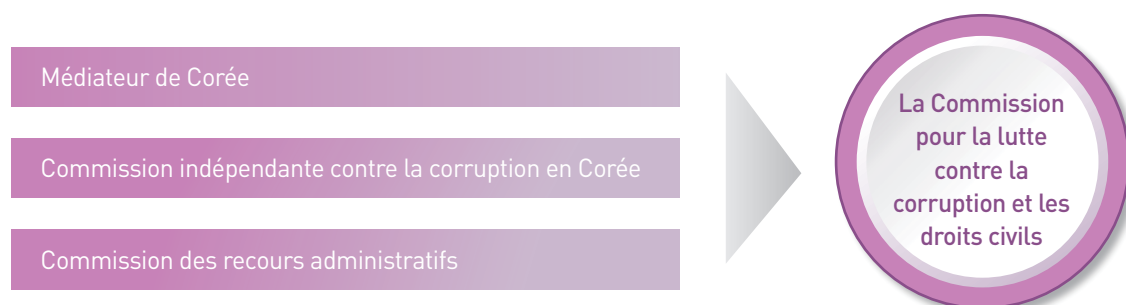 Médiateur de Corée
Commission indépendante contre la corruption en Corée
Commission des recours administratifs
La Commission
pour la lutte
contre la
corruption et les
droits civils